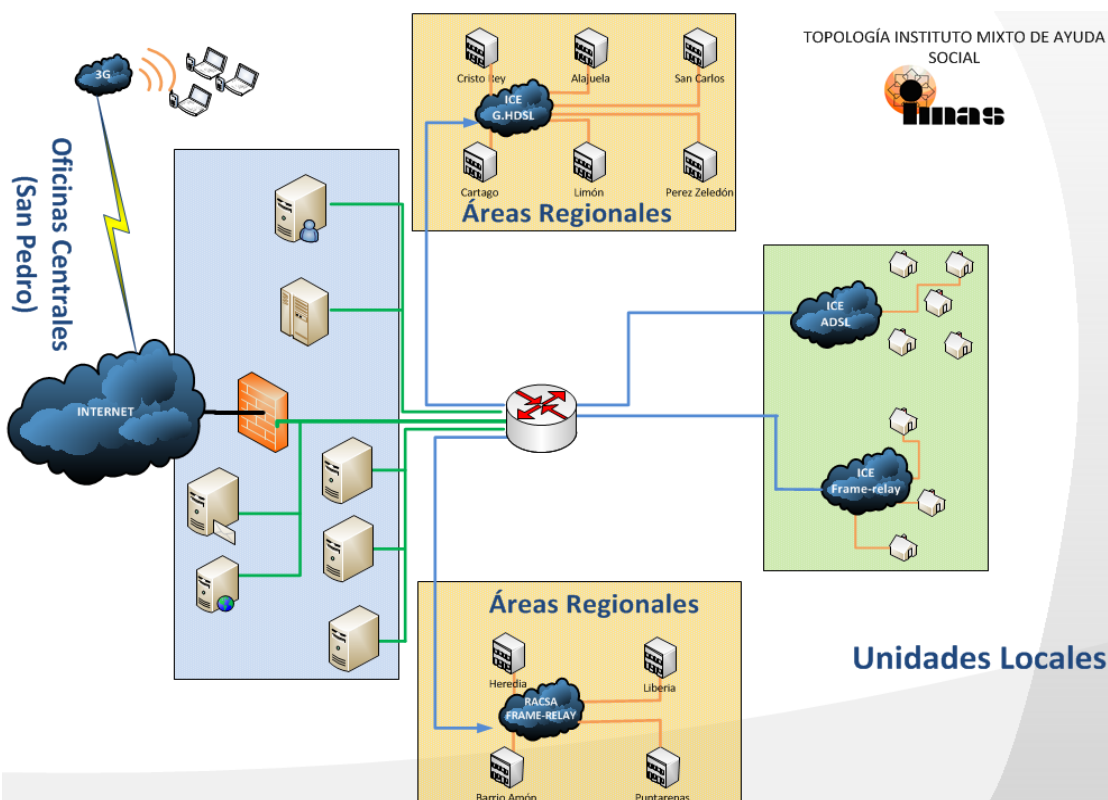 TOPOLOGÍA INSTITUTO MIXTO DE AYUDA
SOCIAL
imas
3G
Oficinas Centrales
(San Pedro)
INTERNET
Cristo Rey
Alajuela
San Carlos
ICE
G.HDSL
Cartago
Limón
Perez Zeledón
Áreas Regionales
ICE
ADSL
ICE
Frame-relay
Unidades Locales
Áreas Regionales
Heredia
Liberia
RACSA
FRAME-RELAY
Barrio Amón
Puntarenas